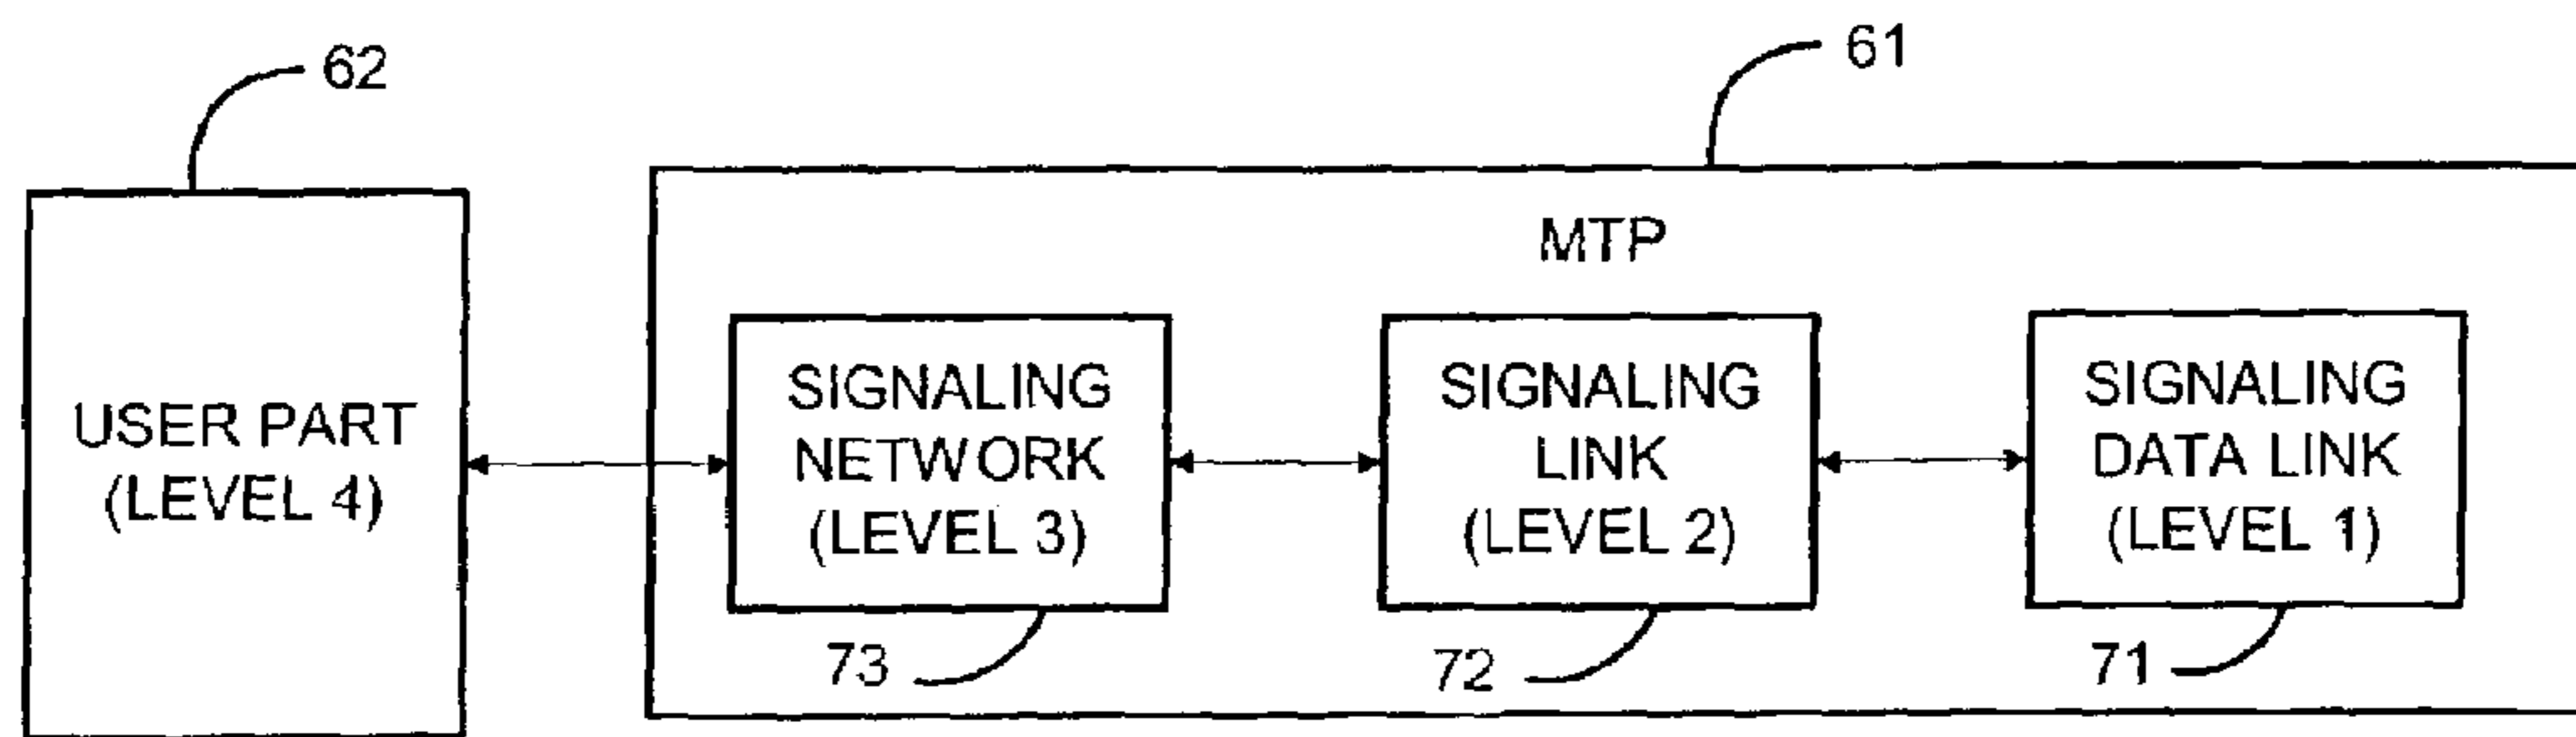 62
61
MTP
USER PART
(LEVEL 4)
SIGNALING
NETWORK
(LEVEL 3)
SIGNALING
LINK
(LEVEL 2)
SIGNALING
DATA LINK
(LEVEL 1)
73
72
71